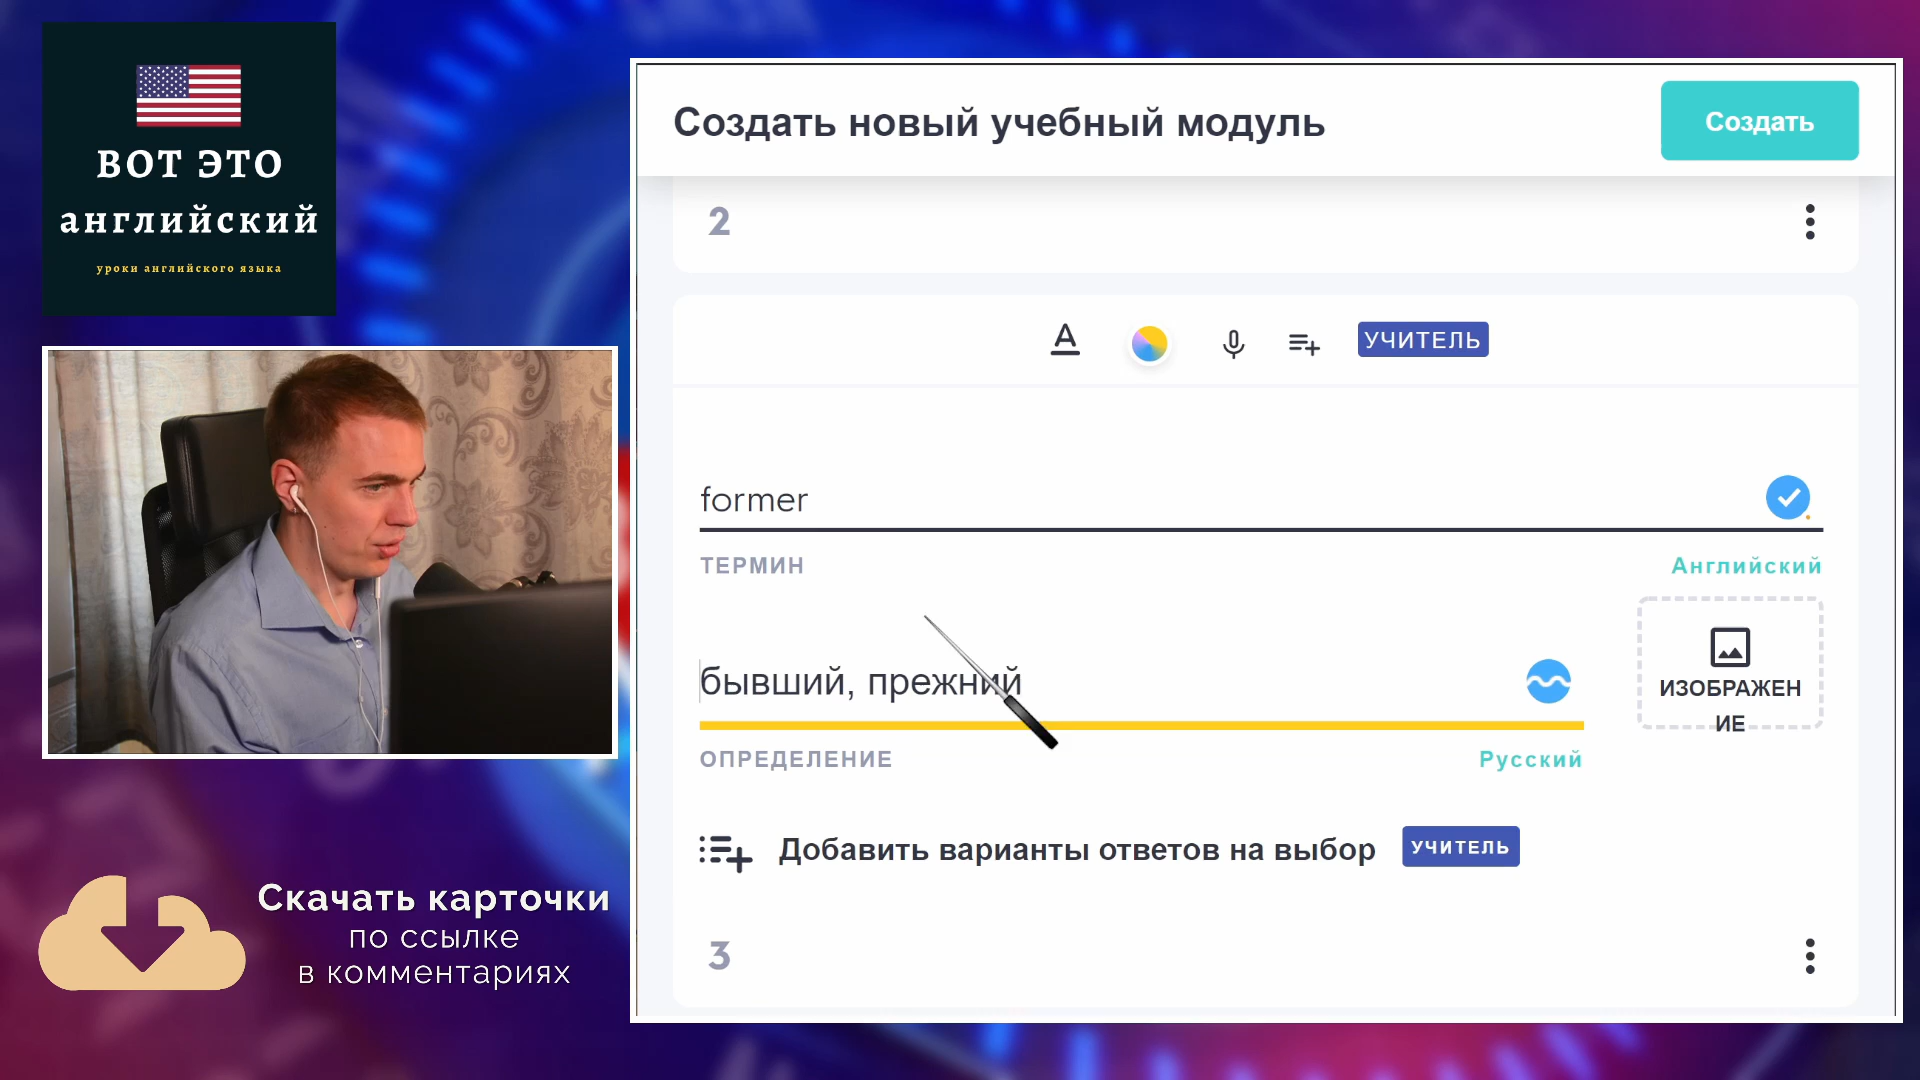 ВОТ ЭТО
английский
уроки английского языка
Скачать карточки
по ссылке
в комментариях
Создать новый учебный модуль
Создать
2
УЧИТЕЛЬ
former
ТЕРМИН
Английский
бывший, прежний
ОПРЕДЕЛЕНИЕ
Русский
ИЗОБРАЖЕН
ИЕ
Добавить варианты ответов на выбор
УЧИТЕЛЬ
3